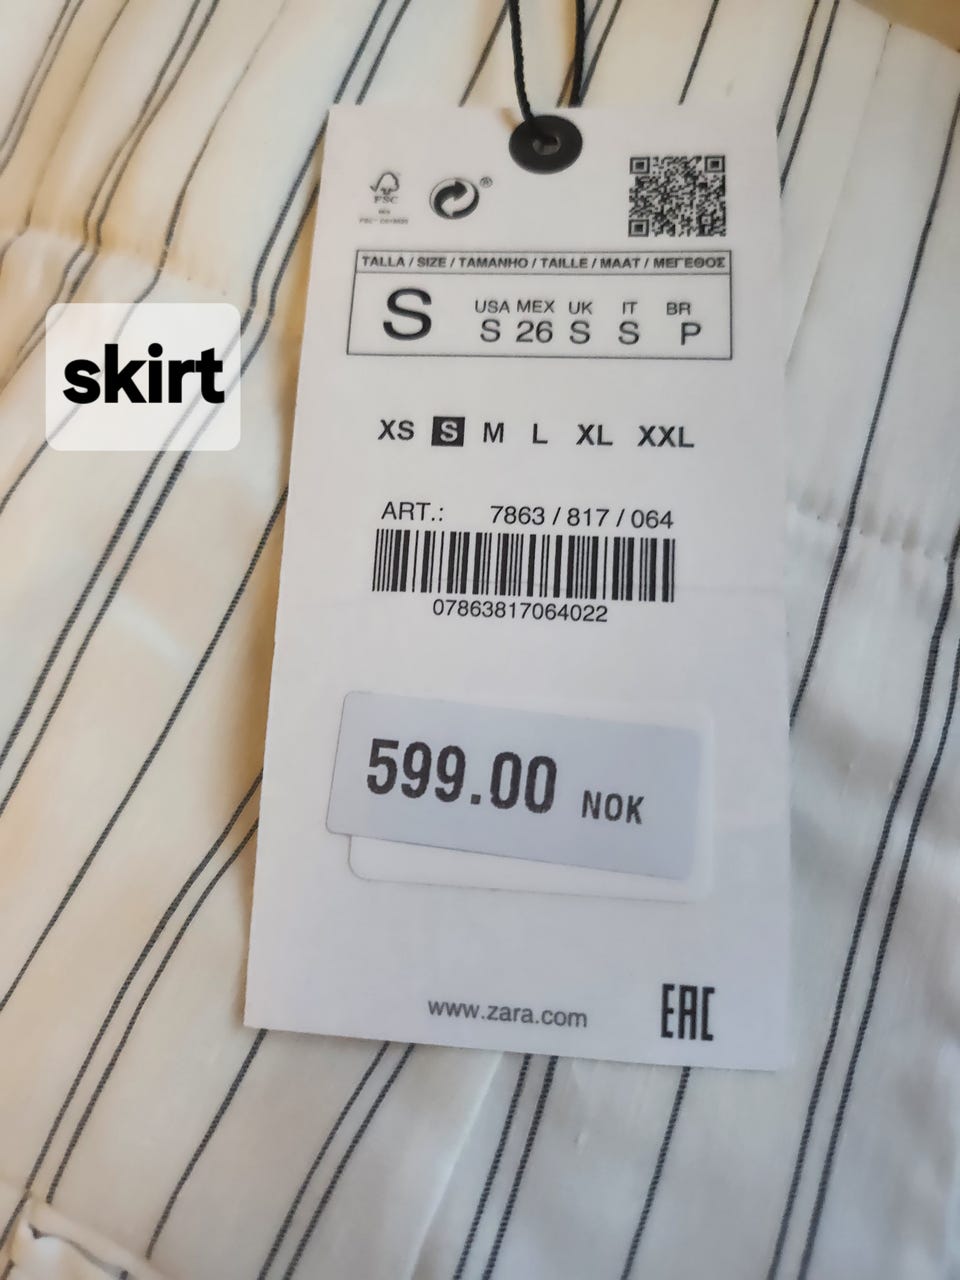 FSC
®
TALLA / SIZE / TAMANHO / TAILLE / MAAT / ΜΕΓΕΘΟΣ
USA MEX UK IT BR
S S 26 S S P
skirt
XS S M L XL XXL
ART.: 7863 / 817 / 064
07863817064022
599.00 NOK
www.zara.com
EAC